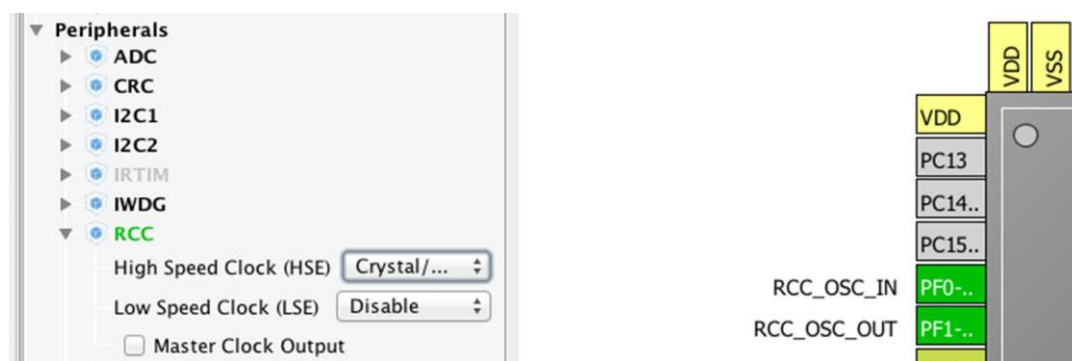 Peripherals
ADC
CRC
I2C1
I2C2
IRTIM
IWDG
RCC
High Speed Clock (HSE) Crystal/...
Low Speed Clock (LSE) Disable
Master Clock Output
VDD VSS
VDD
PC13
PC14..
PC15..
RCC_OSC_IN PF0-..
RCC_OSC_OUT PF1-..